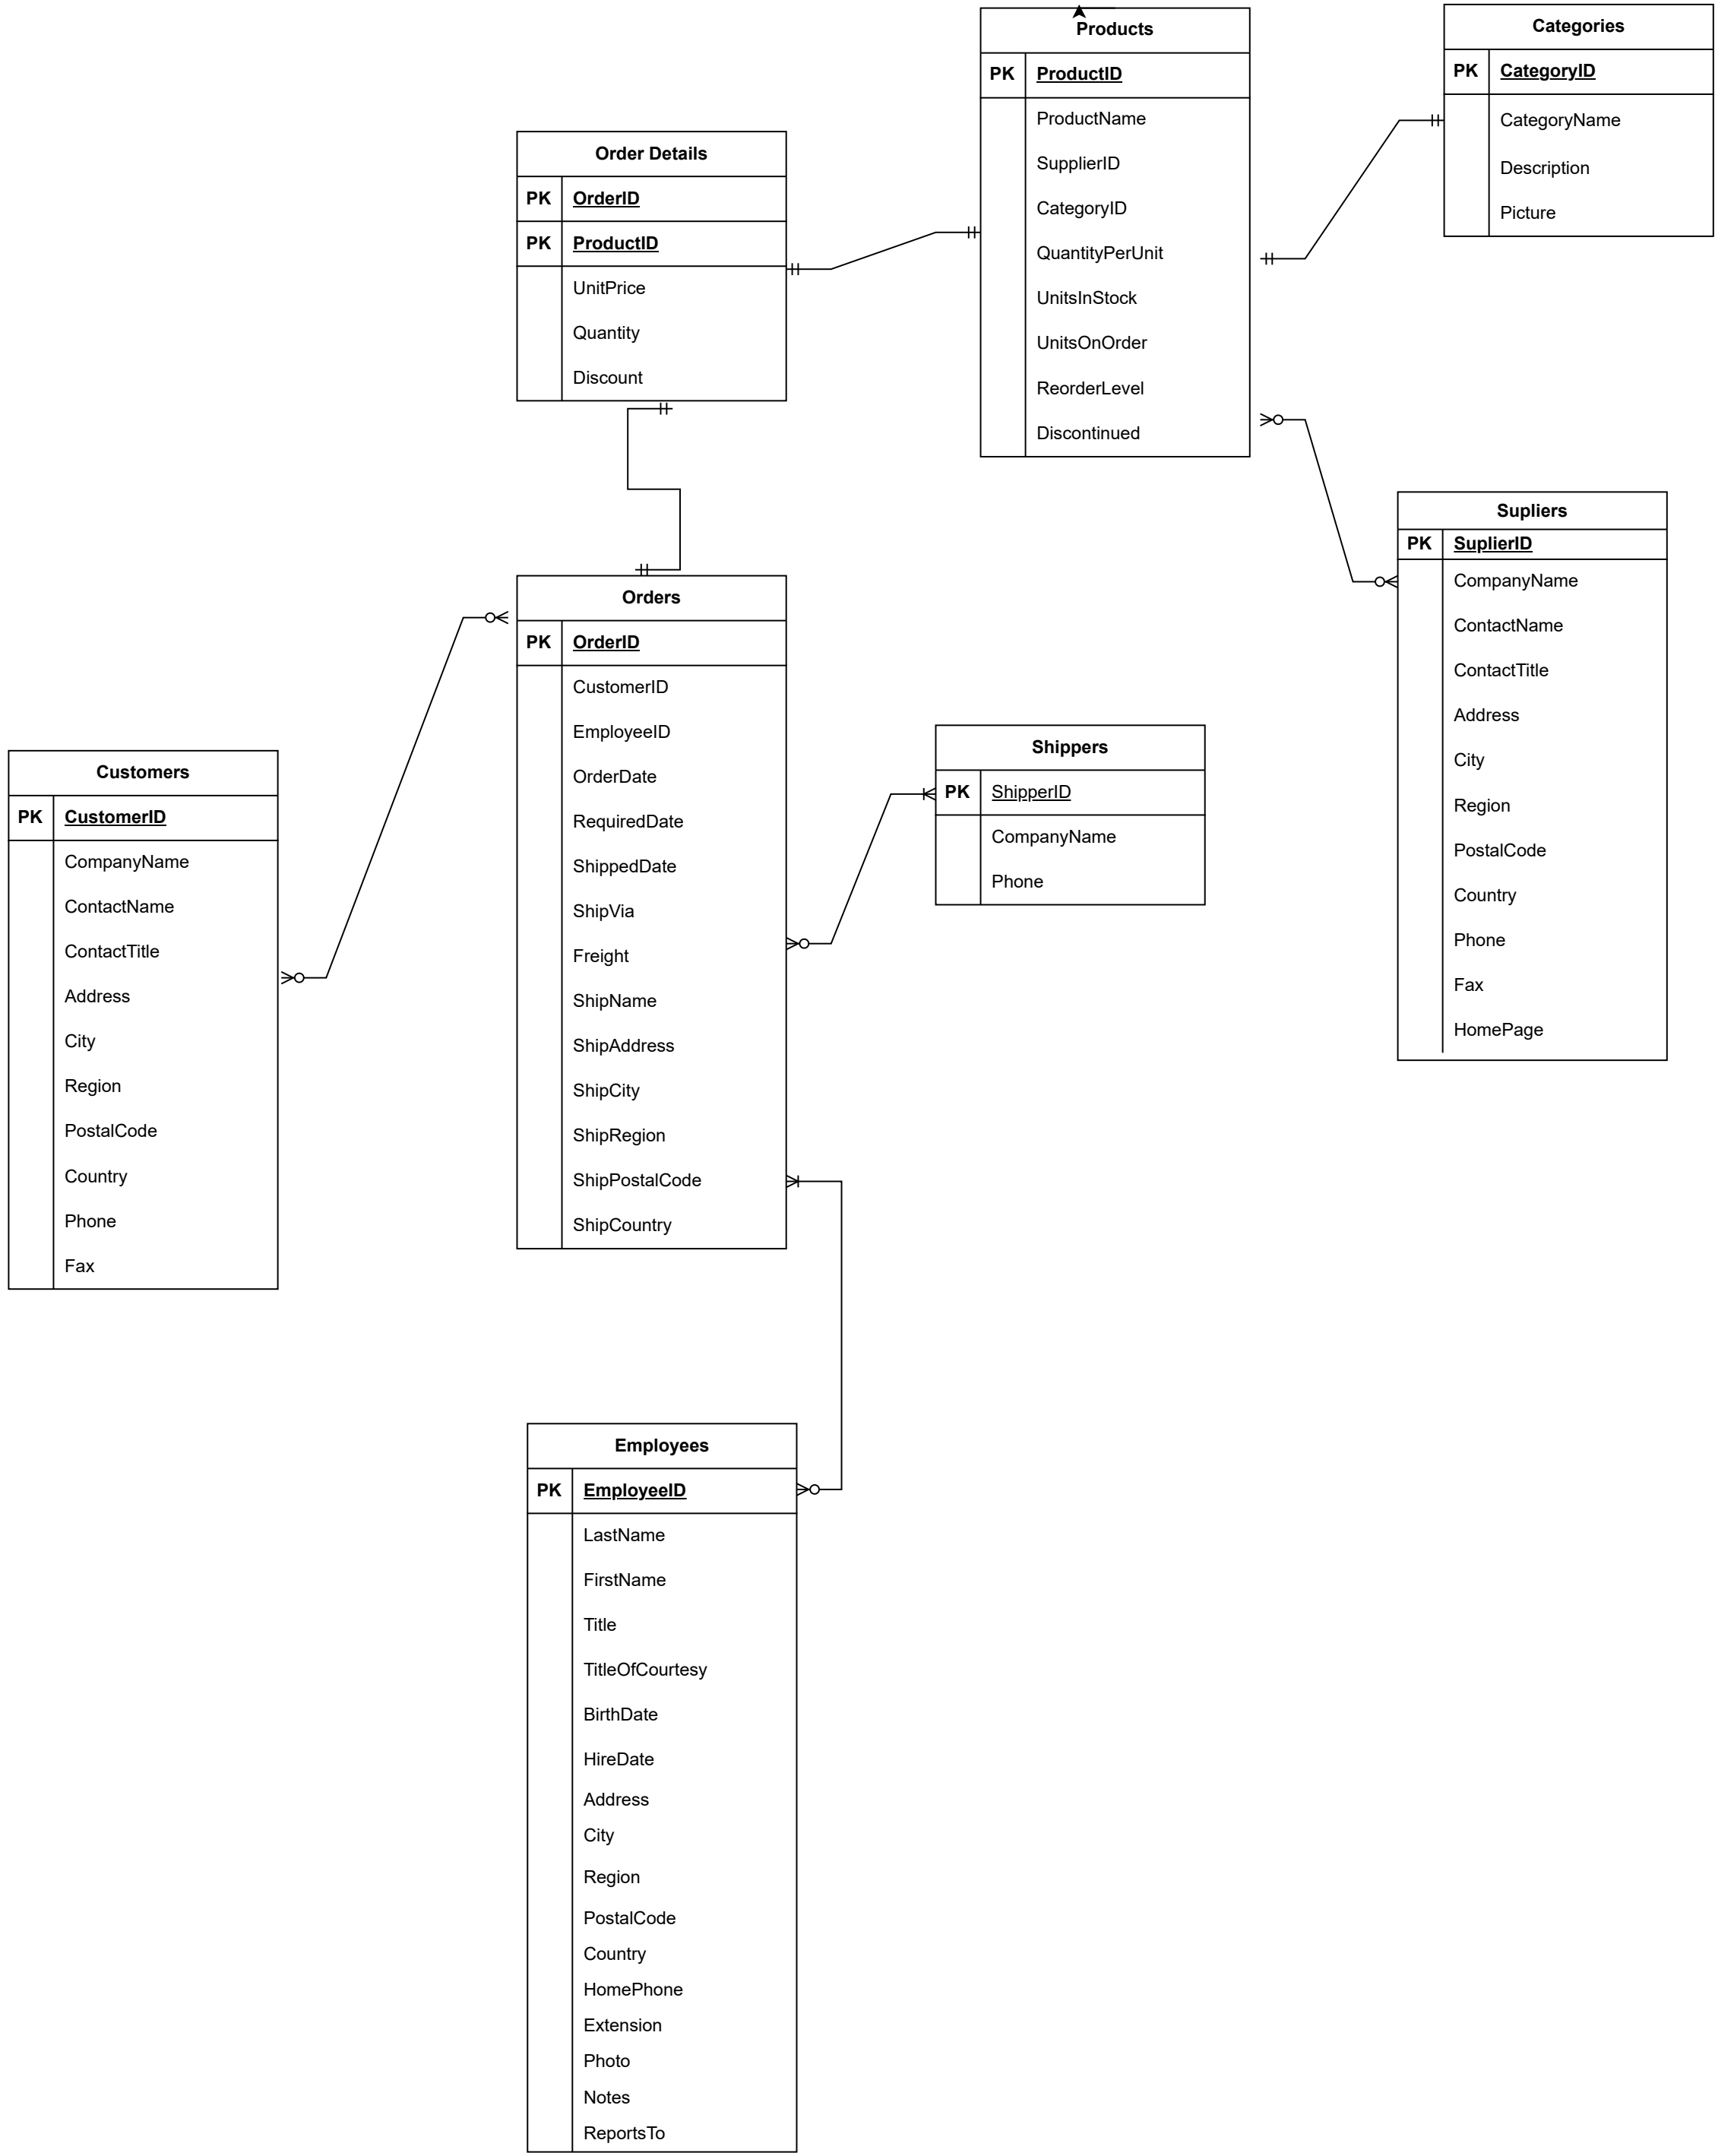 Products
PK ProductID
ProductName
SupplierID
CategoryID
QuantityPerUnit
UnitsInStock
UnitsOnOrder
ReorderLevel
Discontinued
Categories
PK CategoryID
CategoryName
Description
Picture
Order Details
PK OrderID
PK ProductID
UnitPrice
Quantity
Discount
Supliers
PK SuplierID
CompanyName
ContactName
ContactTitle
Address
City
Region
PostalCode
Country
Phone
Fax
HomePage
Orders
PK OrderID
CustomerID
EmployeeID
OrderDate
RequiredDate
ShippedDate
ShipVia
Freight
ShipName
ShipAddress
ShipCity
ShipRegion
ShipPostalCode
ShipCountry
Shippers
PK ShipperID
CompanyName
Phone
Customers
PK CustomerID
CompanyName
ContactName
ContactTitle
Address
City
Region
PostalCode
Country
Phone
Fax
Employees
PK EmployeeID
LastName
FirstName
Title
TitleOfCourtesy
BirthDate
HireDate
Address
City
Region
PostalCode
Country
HomePhone
Extension
Photo
Notes
ReportsTo